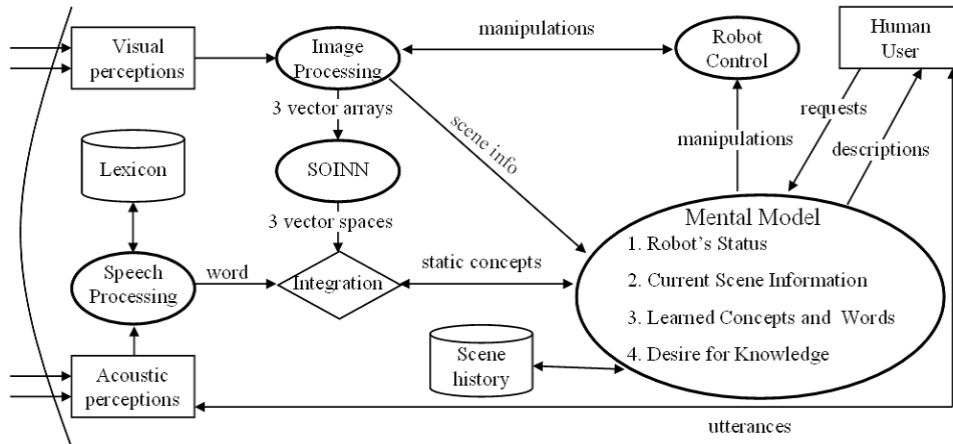 Visual
perceptions
Image
Processing
manipulations
Robot
Control
Human
User
3 vector arrays
scene info
manipulations
requests
descriptions
Lexicon
SOINN
3 vector spaces
Mental Model
1. Robot's Status
2. Current Scene Information
3. Learned Concepts and Words
4. Desire for Knowledge
Speech
Processing
word
Integration
static concepts
Scene
history
Acoustic
perceptions
utterances